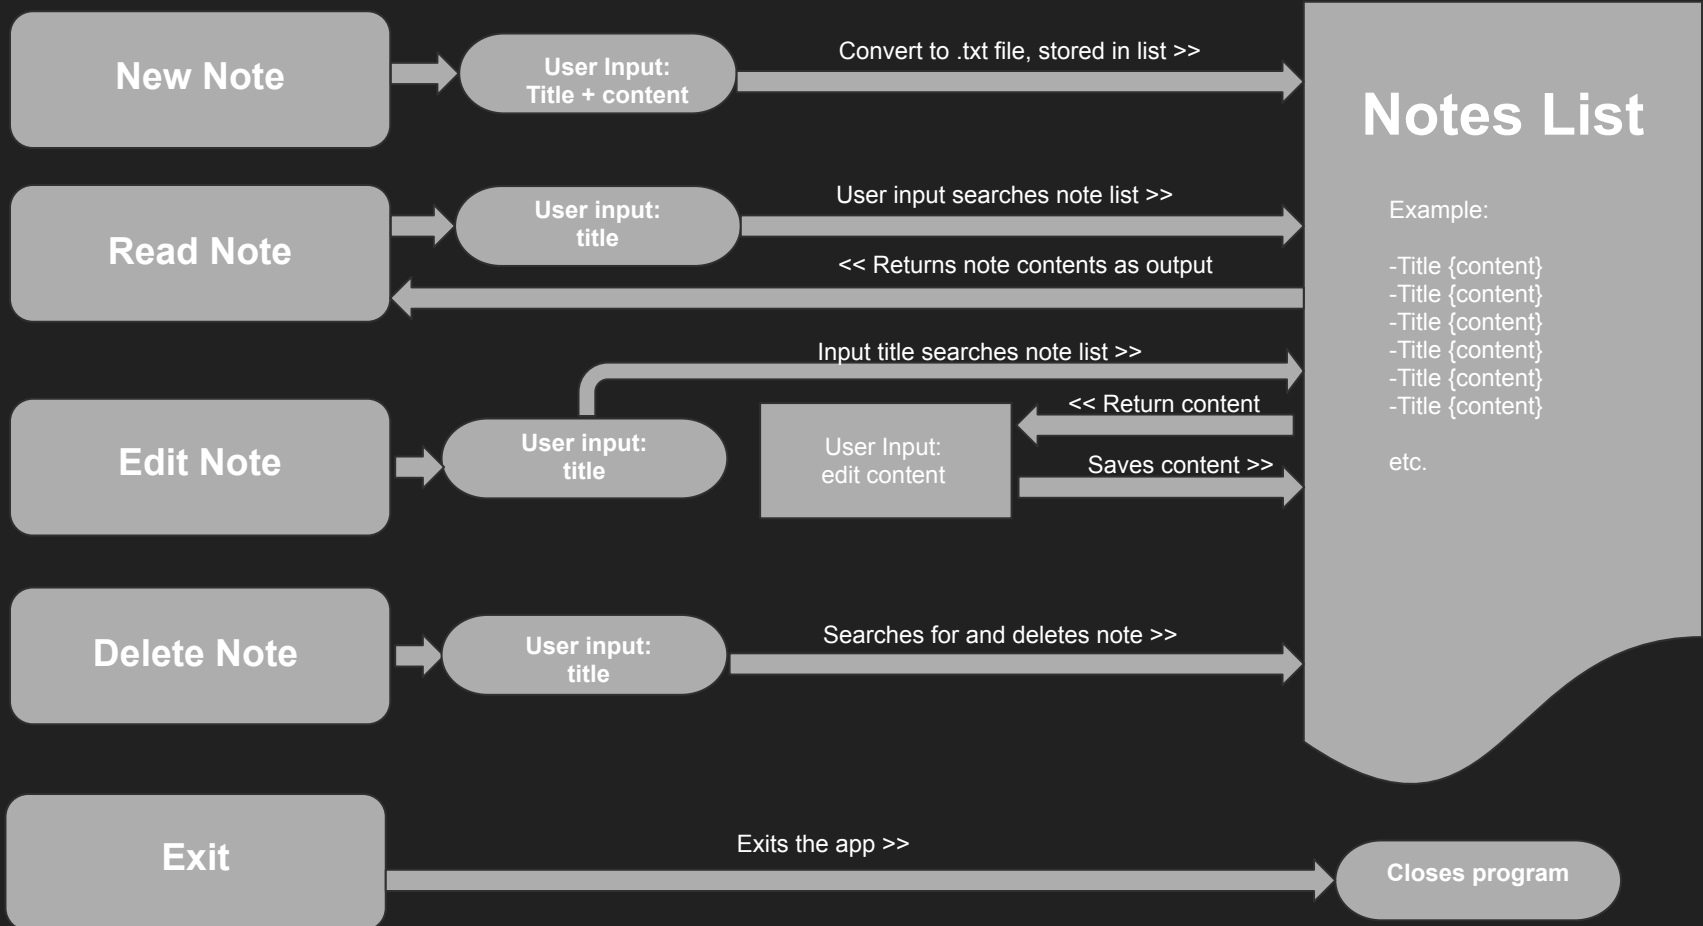 New Note
User Input:
Title + content
Convert to .txt file, stored in list >>
Notes List
Example:
-Title {content}
-Title {content}
-Title {content}
-Title {content}
-Title {content}
-Title {content}
etc.
Read Note
User input:
title
User input searches note list >>
<< Returns note contents as output
Edit Note
User input:
title
Input title searches note list >>
<< Return content
User Input:
edit content
Saves content >>
Delete Note
User input:
title
Searches for and deletes note >>
Exit
Exits the app >>
Closes program